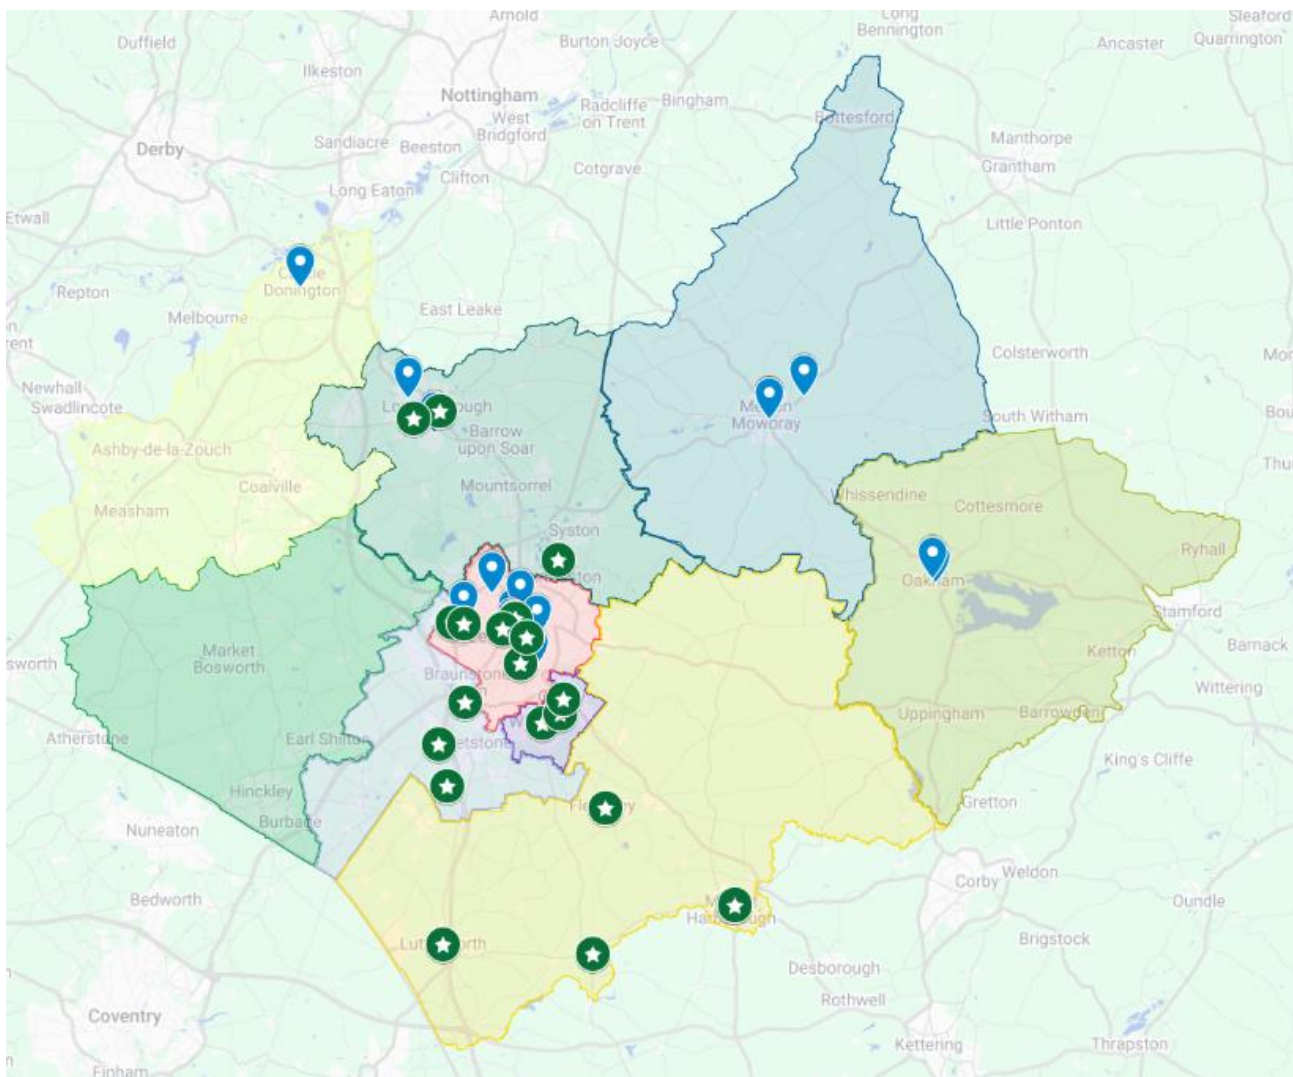 Arnold
Long
Bennington
Sleaford
Quarrington
Duffield
Burton Joyce
Ancaster
Ilkeston
Nottingham
Radcliffe
on Trent
Bingham
West
Bridgford
Bottesford
Derby
Sandiacre
Beeston
Manthorpe
Grantham
Cotgrave
Long Eaton
Clifton
Etwall
Little Ponton
Donington
Repton
Melbourne
East Leake
Colsterworth
Newhall
Swadlincote
South Witham
Mowbray
Barrow
upon Soar
Ashby-de-la-Zouch
Coalville
Mountsorrel
Whissendine
Cottesmore
Measham
Syston
Ryhall
Oakham
Stamford
Market
Bosworth
Barnack
Ketton
Braunstone
Wittering
Uppingham
Barrowden
Atherstone
Earl Shilton
King's Cliffe
Hinckley
Gretton
Burbage
Nuneaton
Corby
Weldon
Bedworth
Oundle
Brigstock
Desborough
Rothwell
Coventry
Kettering
Thrapston
Finham